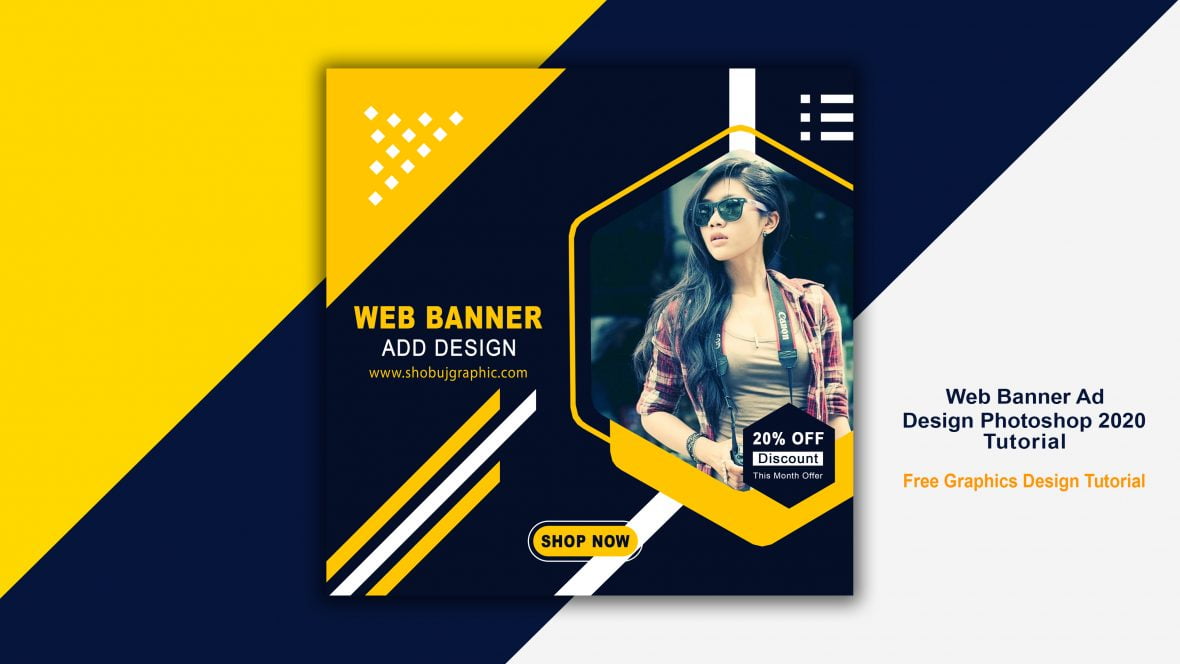 WEB BANNER
ADD DESIGN
www.shobujgraphic.com
Canon
20% OFF
Discount
This Month Offer
SHOP NOW
Web Banner Ad
Design Photoshop 2020
Tutorial
Free Graphics Design Tutorial